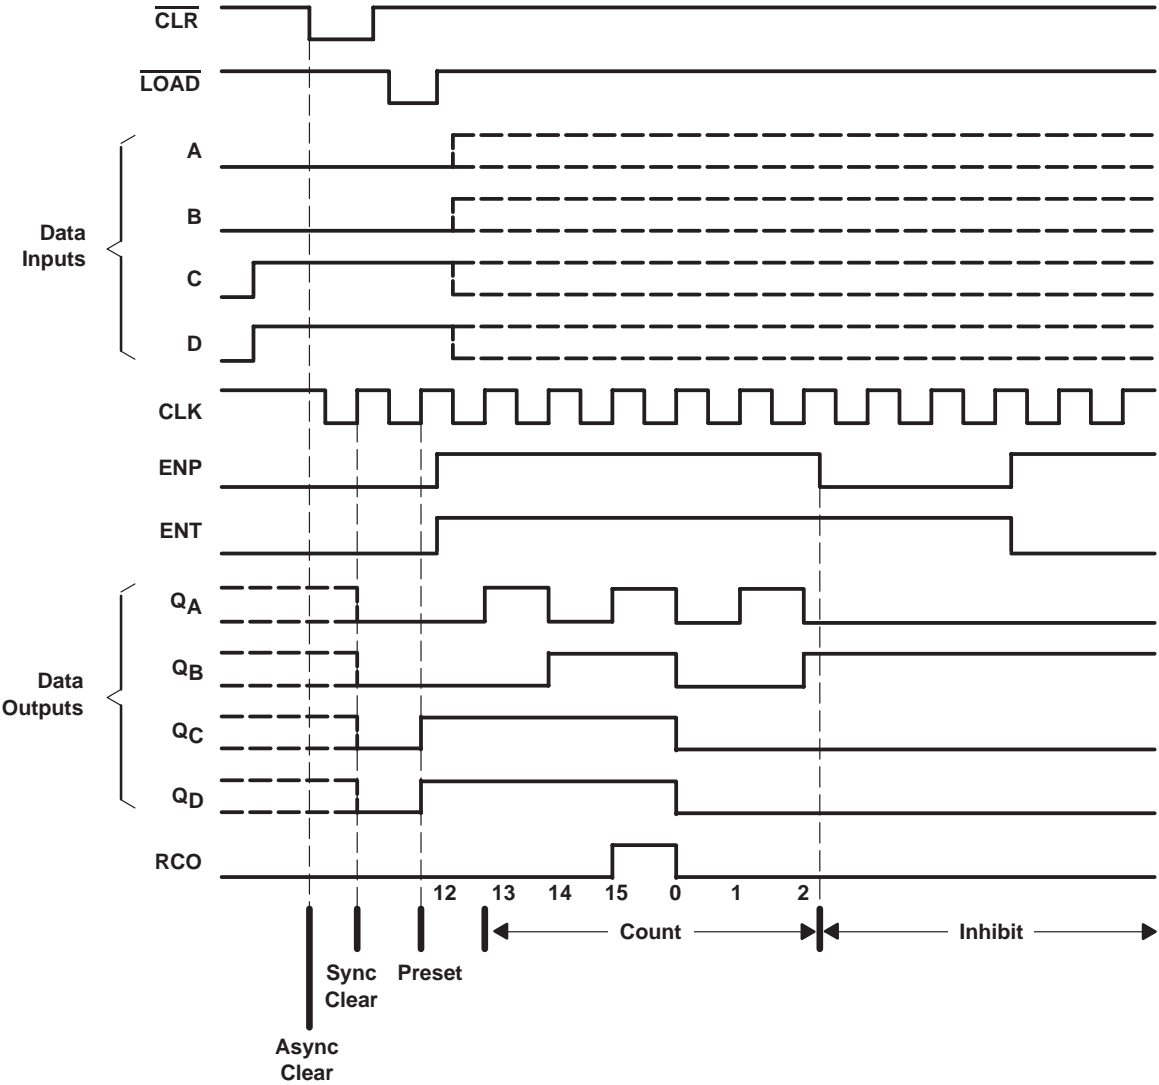 CLR
LOAD
A
B
Data
Inputs
C
D
CLK
ENP
ENT
QA
QB
Data
Outputs
QC
QD
RCO
12 13 14 15 0 1 2
Count Inhibit
Sync Preset
Clear
Async
Clear